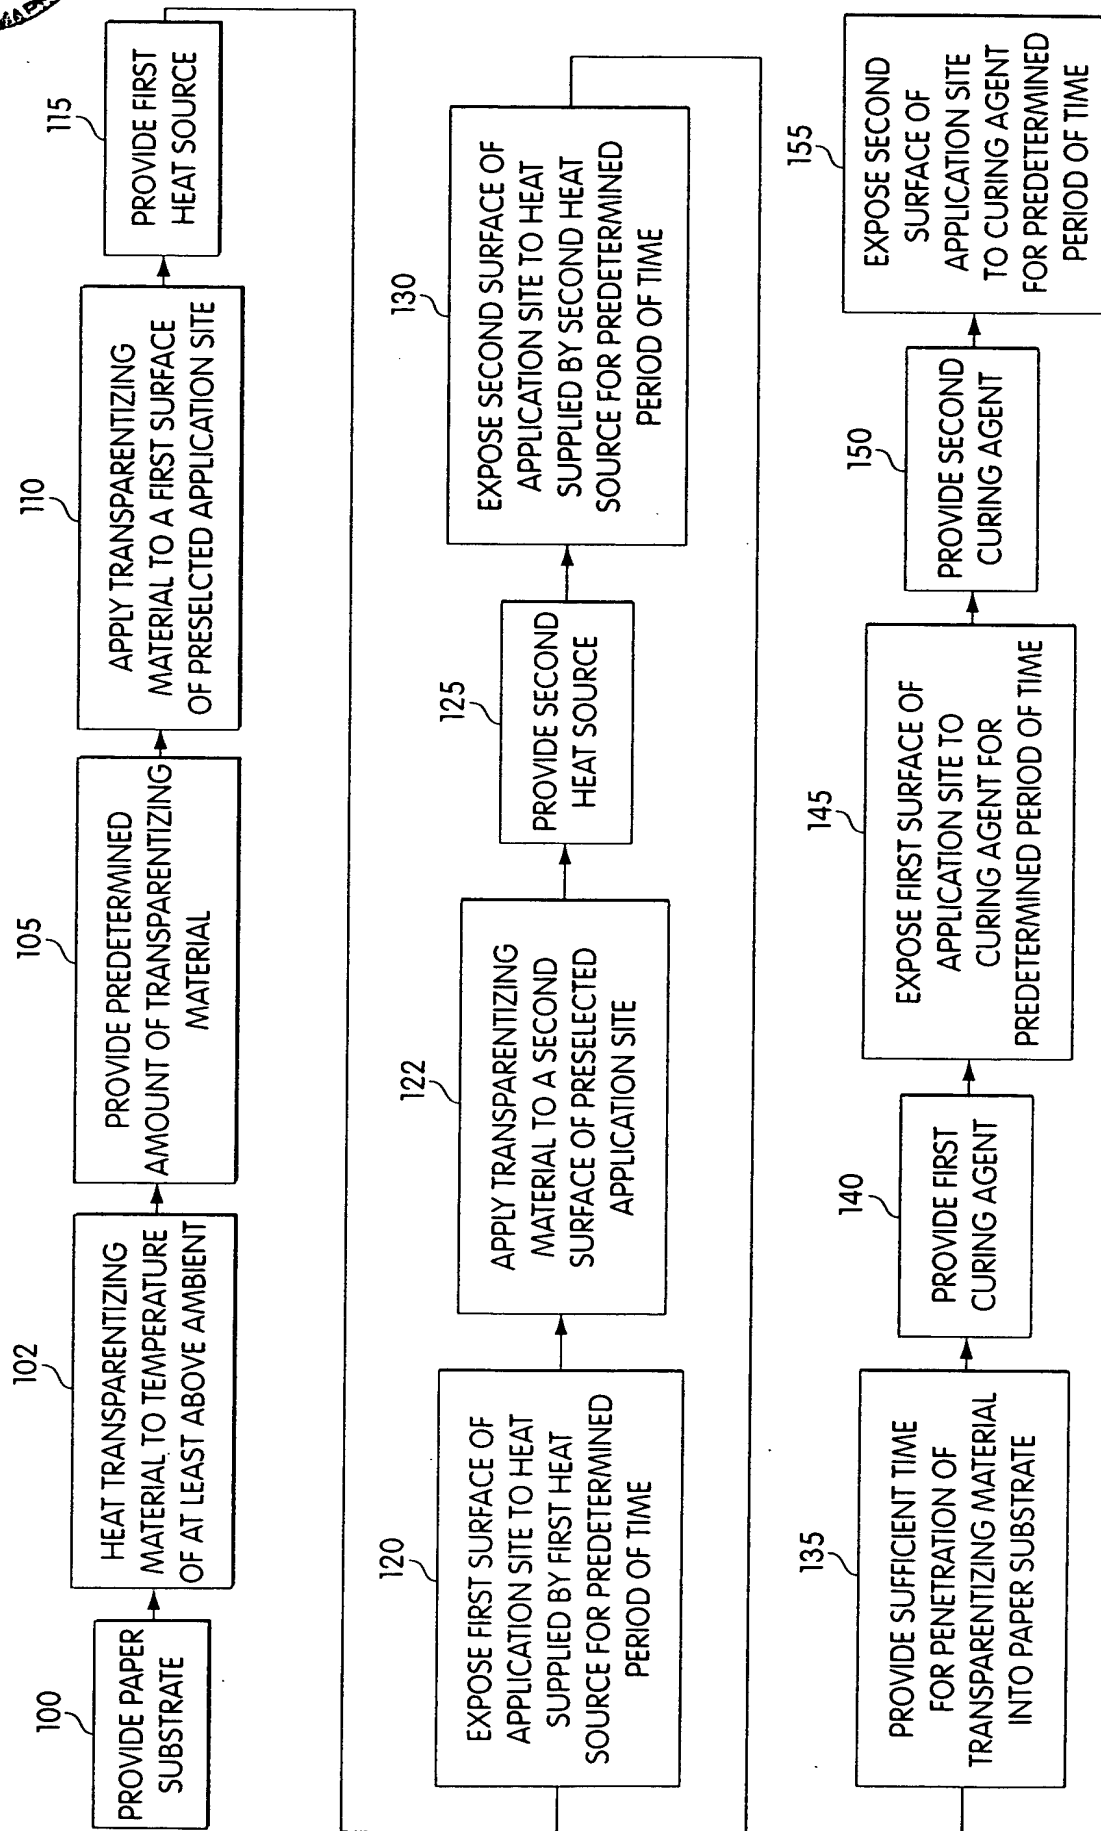 100
PROVIDE PAPER
SUBSTRATE
102
HEAT TRANSPARENTIZING
MATERIAL TO TEMPERATURE
OF AT LEAST ABOVE AMBIENT
105
PROVIDE PREDETERMINED
AMOUNT OF TRANSPARENTIZING
MATERIAL
110
APPLY TRANSPARENTIZING
MATERIAL TO A FIRST SURFACE
OF PRESELCTED APPLICATION SITE
115
PROVIDE FIRST
HEAT SOURCE
120
EXPOSE FIRST SURFACE OF
APPLICATION SITE TO HEAT
SUPPLIED BY FIRST HEAT
SOURCE FOR PREDETERMINED
PERIOD OF TIME
122
APPLY TRANSPARENTIZING
MATERIAL TO A SECOND
SURFACE OF PRESELECTED
APPLICATION SITE
125
PROVIDE SECOND
HEAT SOURCE
130
EXPOSE SECOND SURFACE OF
APPLICATION SITE TO HEAT
SUPPLIED BY SECOND HEAT
SOURCE FOR PREDETERMINED
PERIOD OF TIME
135
PROVIDE SUFFICIENT TIME
FOR PENETRATION OF
TRANSPARTIZING MATERIAL
INTO PAPER SUBSTRATE
140
PROVIDE FIRST
CURING AGENT
145
EXPOSE FIRST SURFACE OF
APPLICATION SITE TO
CURING AGENT FOR
PREDETERMINED PERIOD OF TIME
150
PROVIDE SECOND
CURING AGENT
155
EXPOSE SECOND
SURFACE OF
APPLICATION SITE
TO CURING AGENT
FOR PREDETERMINED
PERIOD OF TIME